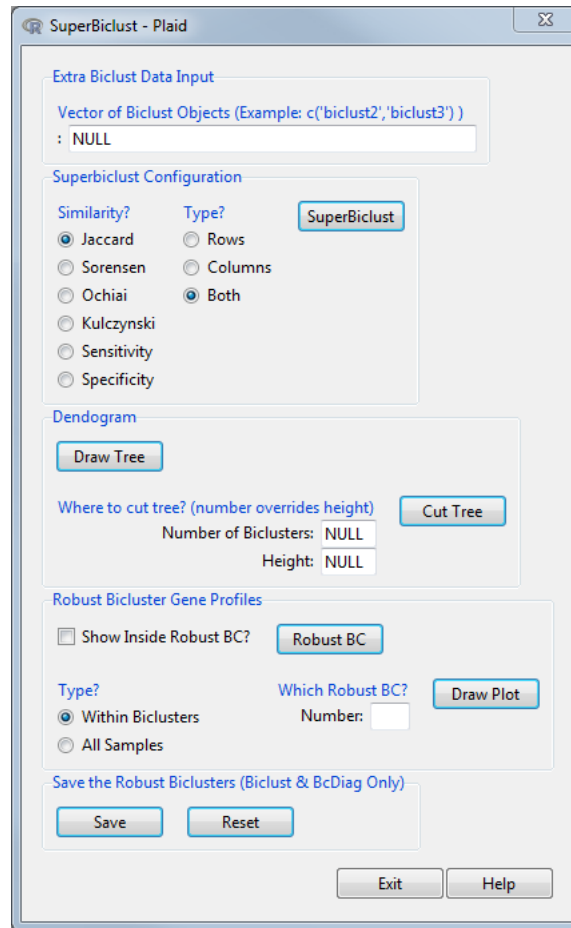 SuperBiclust - Plaid
Extra Biclust Data Input
Vector of Biclust Objects (Example: c('biclust2','biclust3') )
: NULL
Superbiclust Configuration
Similarity? Type? SuperBiclust
Jaccard Rows
Sorensen Columns
Ochiai Both
Kulczynski
Sensitivity
Specificity
Dendogram
Draw Tree
Where to cut tree? (number overrides height) Cut Tree
Number of Biclusters: NULL
Height: NULL
Robust Bicluster Gene Profiles
Show Inside Robust BC? Robust BC
Type? Which Robust BC? Draw Plot
Within Biclusters Number:
All Samples
Save the Robust Biclusters (Biclust & BcDiag Only)
Save Reset
Exit Help